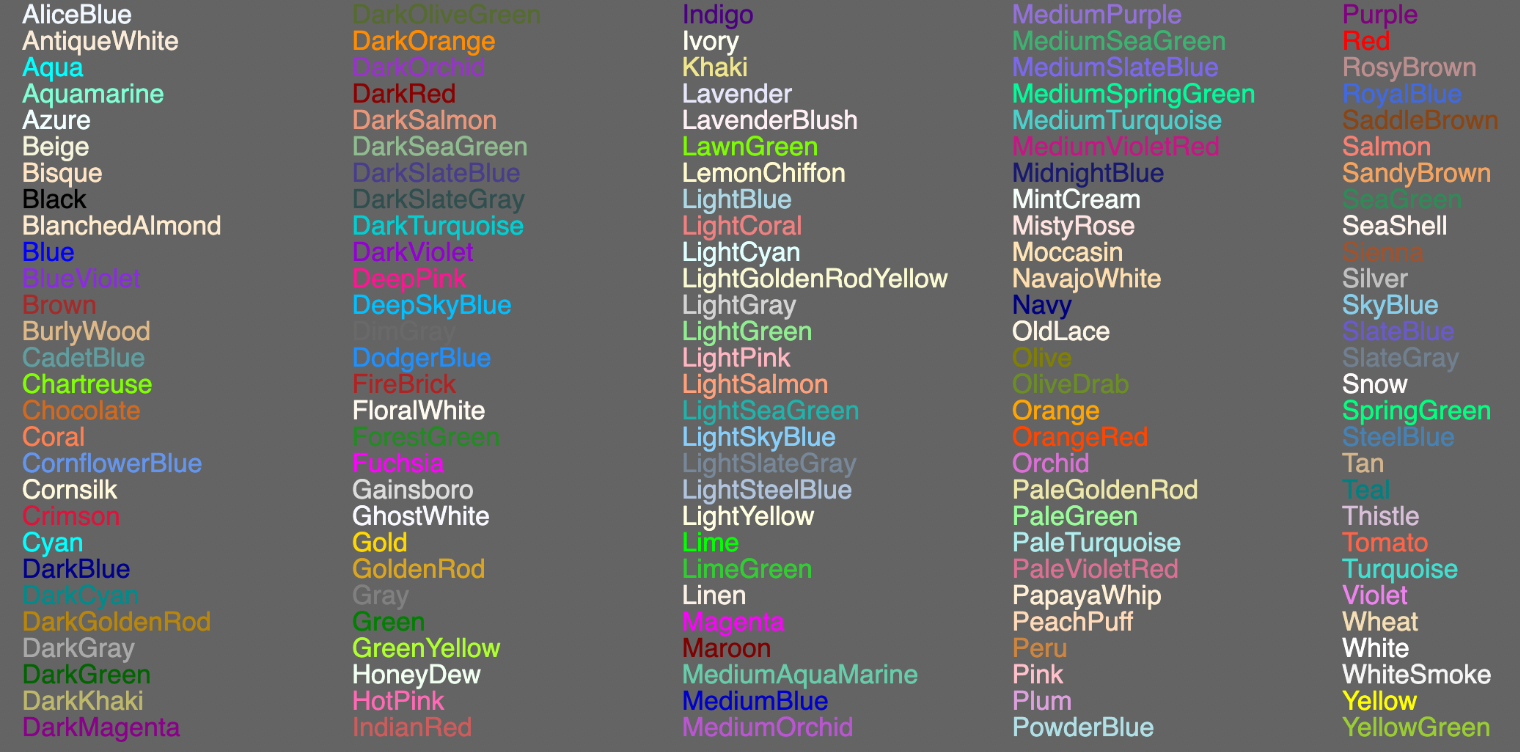 AliceBlue
AntiqueWhite
Aqua
Aquamarine
Azure
Beige
Bisque
Black
BlanchedAlmond
Blue
BlueViolet
Brown
BurlyWood
CadetBlue
Chartreuse
Chocolate
Coral
CornflowerBlue
Cornsilk
Crimson
Cyan
DarkBlue
DarkCyan
DarkGoldenRod
DarkGray
DarkGreen
DarkKhaki
DarkMagenta
DarkOliveGreen
DarkOrange
DarkOrchid
DarkRed
DarkSalmon
DarkSeaGreen
DarkSlateBlue
DarkSlateGray
DarkTurquoise
DarkViolet
DeepPink
DeepSkyBlue
DimGray
DodgerBlue
FireBrick
FloralWhite
ForestGreen
Fuchsia
Gainsboro
GhostWhite
Gold
GoldenRod
Gray
Green
GreenYellow
HoneyDew
HotPink
IndianRed
Indigo
Ivory
Khaki
Lavender
LavenderBlush
LawnGreen
LemonChiffon
LightBlue
LightCoral
LightCyan
LightGoldenRodYellow
LightGray
LightGreen
LightPink
LightSalmon
LightSeaGreen
LightSkyBlue
LightSlateGray
LightSteelBlue
LightYellow
Lime
LimeGreen
Linen
Magenta
Maroon
MediumAquaMarine
MediumBlue
MediumOrchid
MediumPurple
MediumSeaGreen
MediumSlateBlue
MediumSpringGreen
MediumTurquoise
MediumVioletRed
MidnightBlue
MintCream
MistyRose
Moccasin
NavajoWhite
Navy
OldLace
Olive
OliveDrab
Orange
OrangeRed
Orchid
PaleGoldenRod
PaleGreen
PaleTurquoise
PaleVioletRed
PapayaWhip
PeachPuff
Peru
Pink
Plum
PowderBlue
Purple
Red
RosyBrown
RoyalBlue
SaddleBrown
Salmon
SandyBrown
SeaGreen
SeaShell
Sienna
Silver
SkyBlue
SlateBlue
SlateGray
Snow
SpringGreen
SteelBlue
Tan
Teal
Thistle
Tomato
Turquoise
Violet
Wheat
White
WhiteSmoke
Yellow
YellowGreen